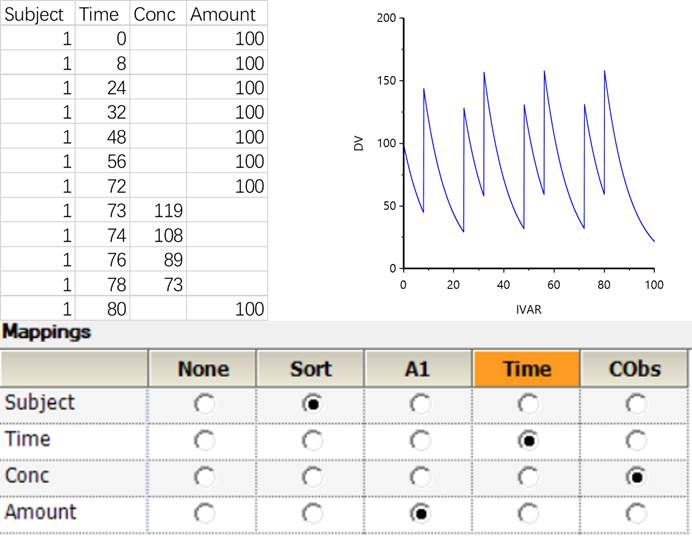 Subject Time Conc Amount
1 0 100
1 8 100
1 24 100
1 32 100
1 48 100
1 56 100
1 72 100
1 73 119
1 74 108
1 76 89
1 78 73
1 80 100
200
150
100
50
0
DV
0 20 40 60 80 100
IVAR
Mappings
None Sort A1 Time CObs
Subject
Time
Conc
Amount